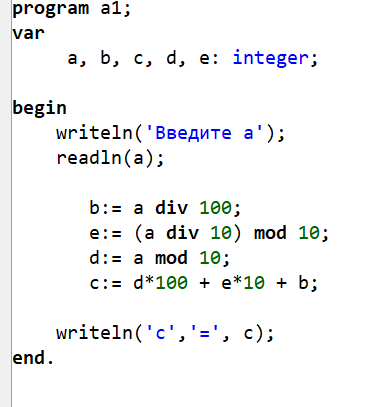 program a1;
var
a, b, c, d, e: integer;
begin
writeln('Введите a');
readln(a);
b:= a div 100;
e:= (a div 10) mod 10;
d:= a mod 10;
c:= d*100 + e*10 + b;
writeln('c','=', c);
end.